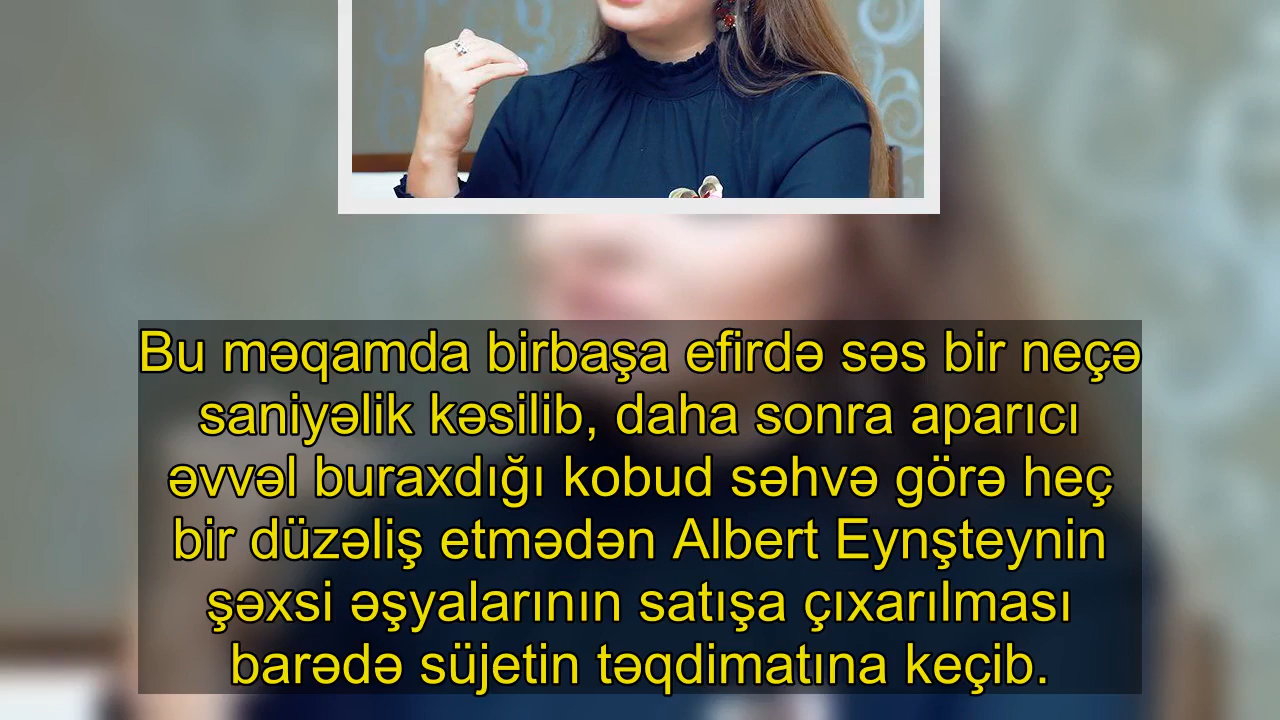 Bu məqamda birbaşa efirdə səs bir neçə
saniyəlik kəsilib, daha sonra aparıcı
əvvəl buraxdığı kobud səhvə görə heç
bir düzəliş etmədən Albert Eynşteynin
şəxsi əşyalarının satışa çıxarılması
barədə süjetin təqdimatına keçib.